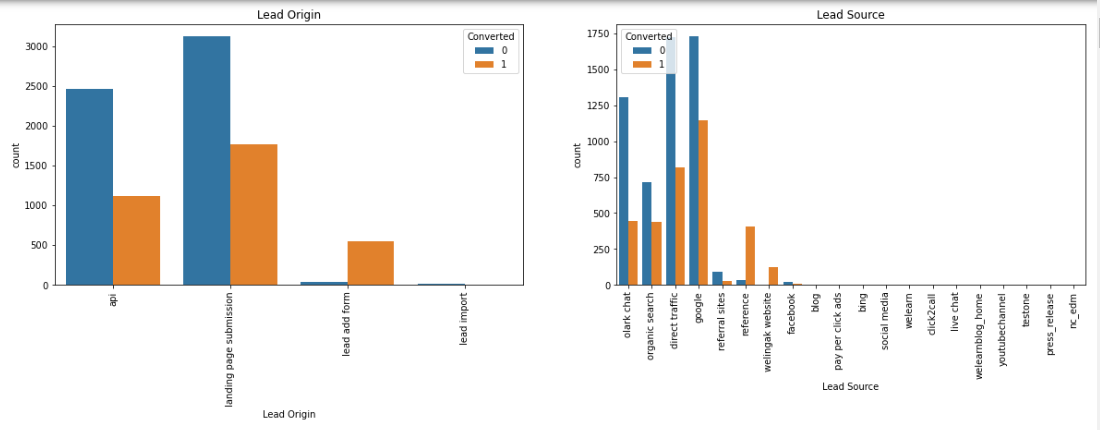 Lead Origin
Converted
0
1
3000
2500
2000
1500
1000
500
0
count
api
landing page submission
lead add form
lead import
Lead Origin
Lead Source
Converted
0
1
1750
1500
1250
1000
750
500
250
0
count
olark chat
organic search
direct traffic
google
referral sites
reference
welingak website
facebook
blog
pay per click ads
bing
social media
welearn
click2call
live chat
welearnblog_home
youtubechannel
testone
press_release
nc_edm
Lead Source